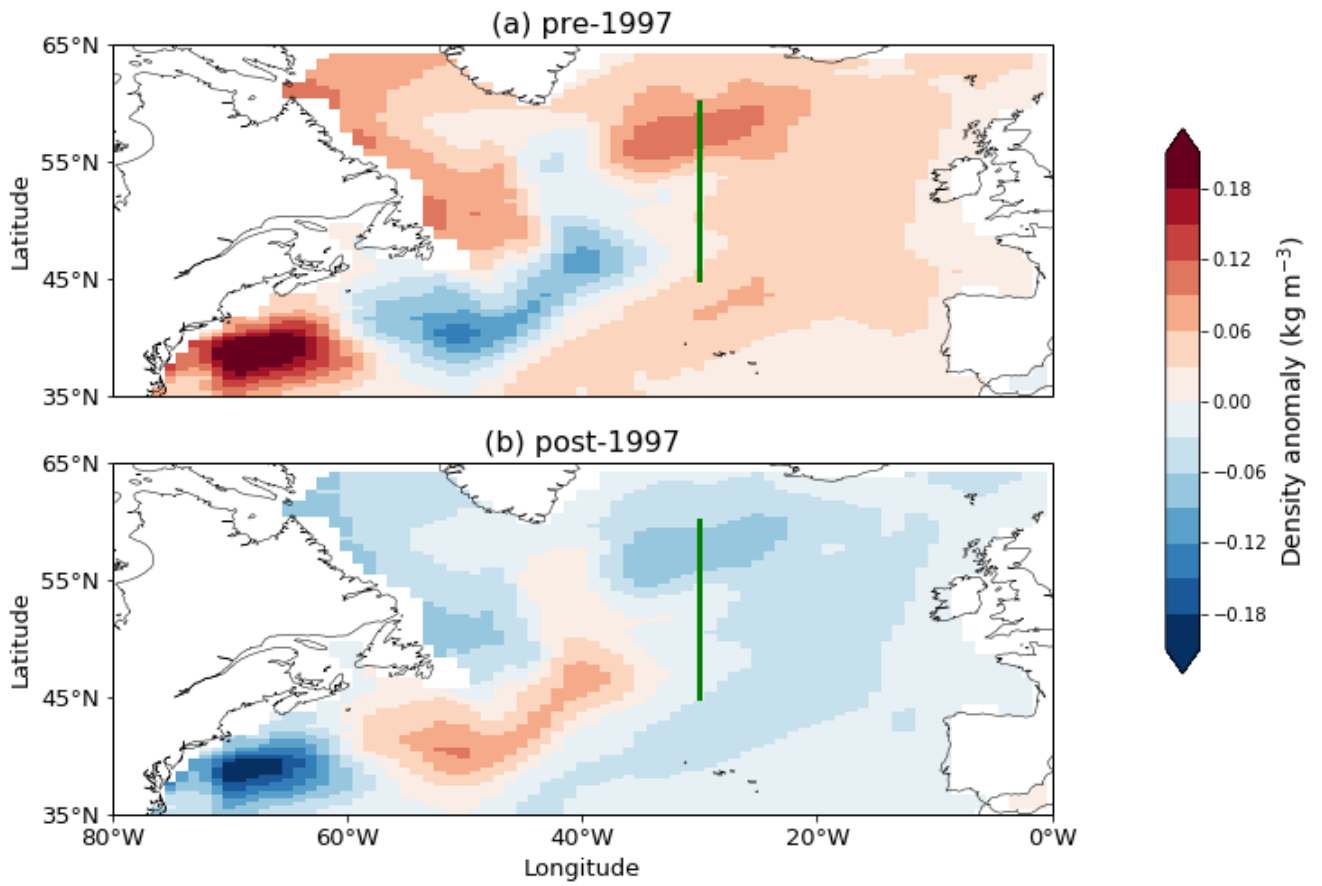 (a) pre-1997
65°N
55°N
45°N
35°N
Latitude
(b) post-1997
65°N
55°N
45°N
35°N
Latitude
80°W 60°W 40°W 20°W 0°W
Longitude
0.18
0.12
0.06
0.00
−0.06
−0.12
−0.18
Density anomaly (kg m⁻³)